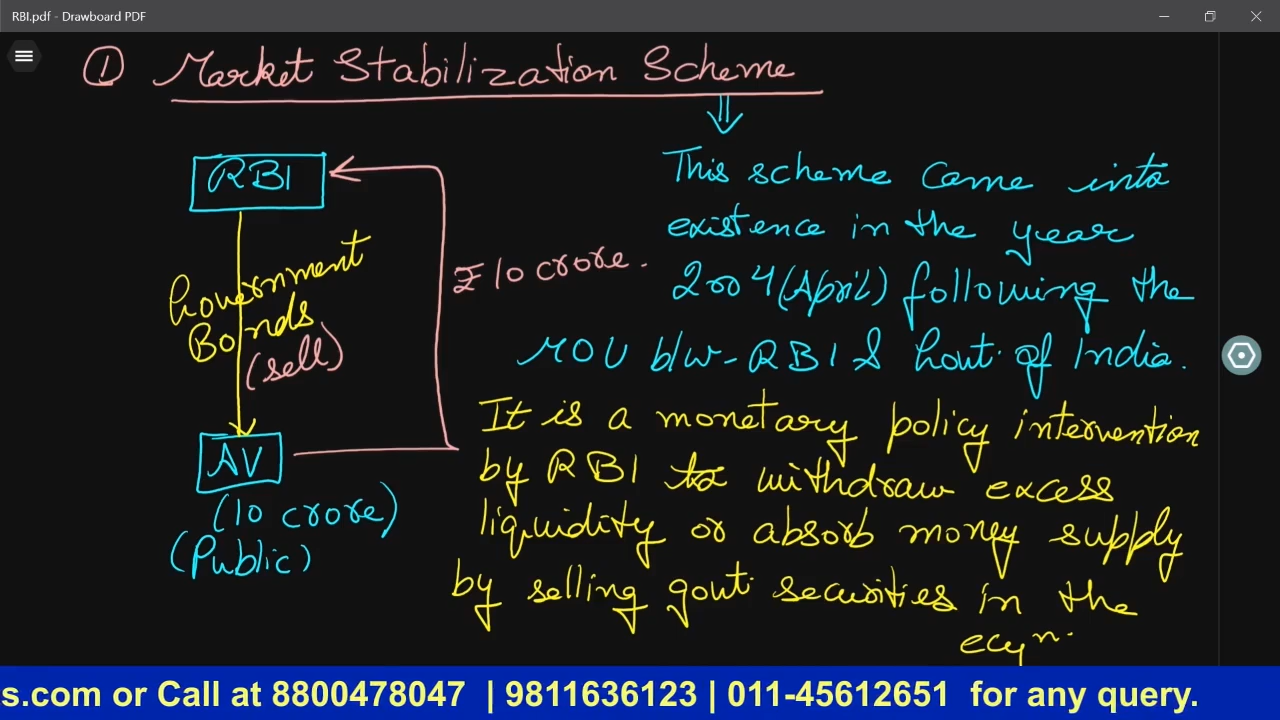 RBI.pdf - Drawboard PDF
① Market Stabilization Scheme
RBI
Government
Bonds
(sell)
₹10 crore.
AV
(10 crore)
(Public)
This scheme came into
existence in the year
2004 (April) following the
MOU b/w- RBI & Govt. of India.
It is a monetary policy intervention
by RBI to withdraw excess
liquidity or absorb money supply
by selling govt. securities in the
ecyn.
s.com or Call at 8800478047 | 9811636123 | 011-45612651 for any query.